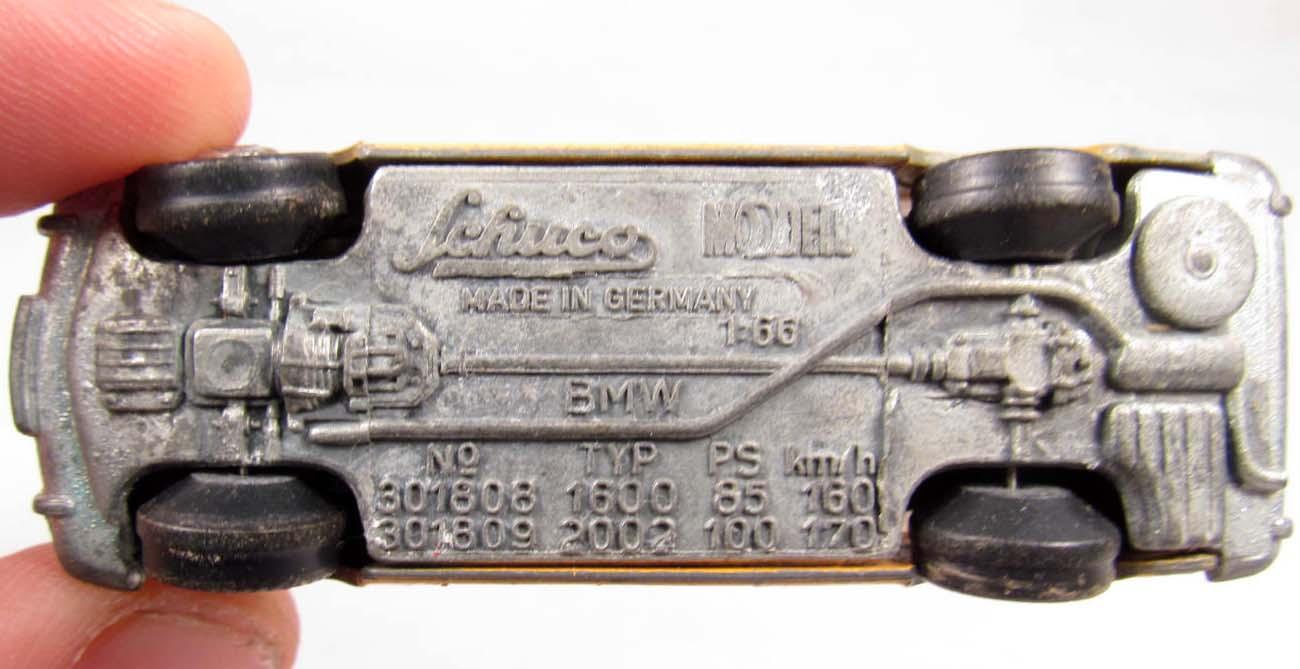 Schuco MODELL
MADE IN GERMANY
1:66
BMW
Nº TYP PS km/h
301808 1600 85 160
301809 2002 100 170